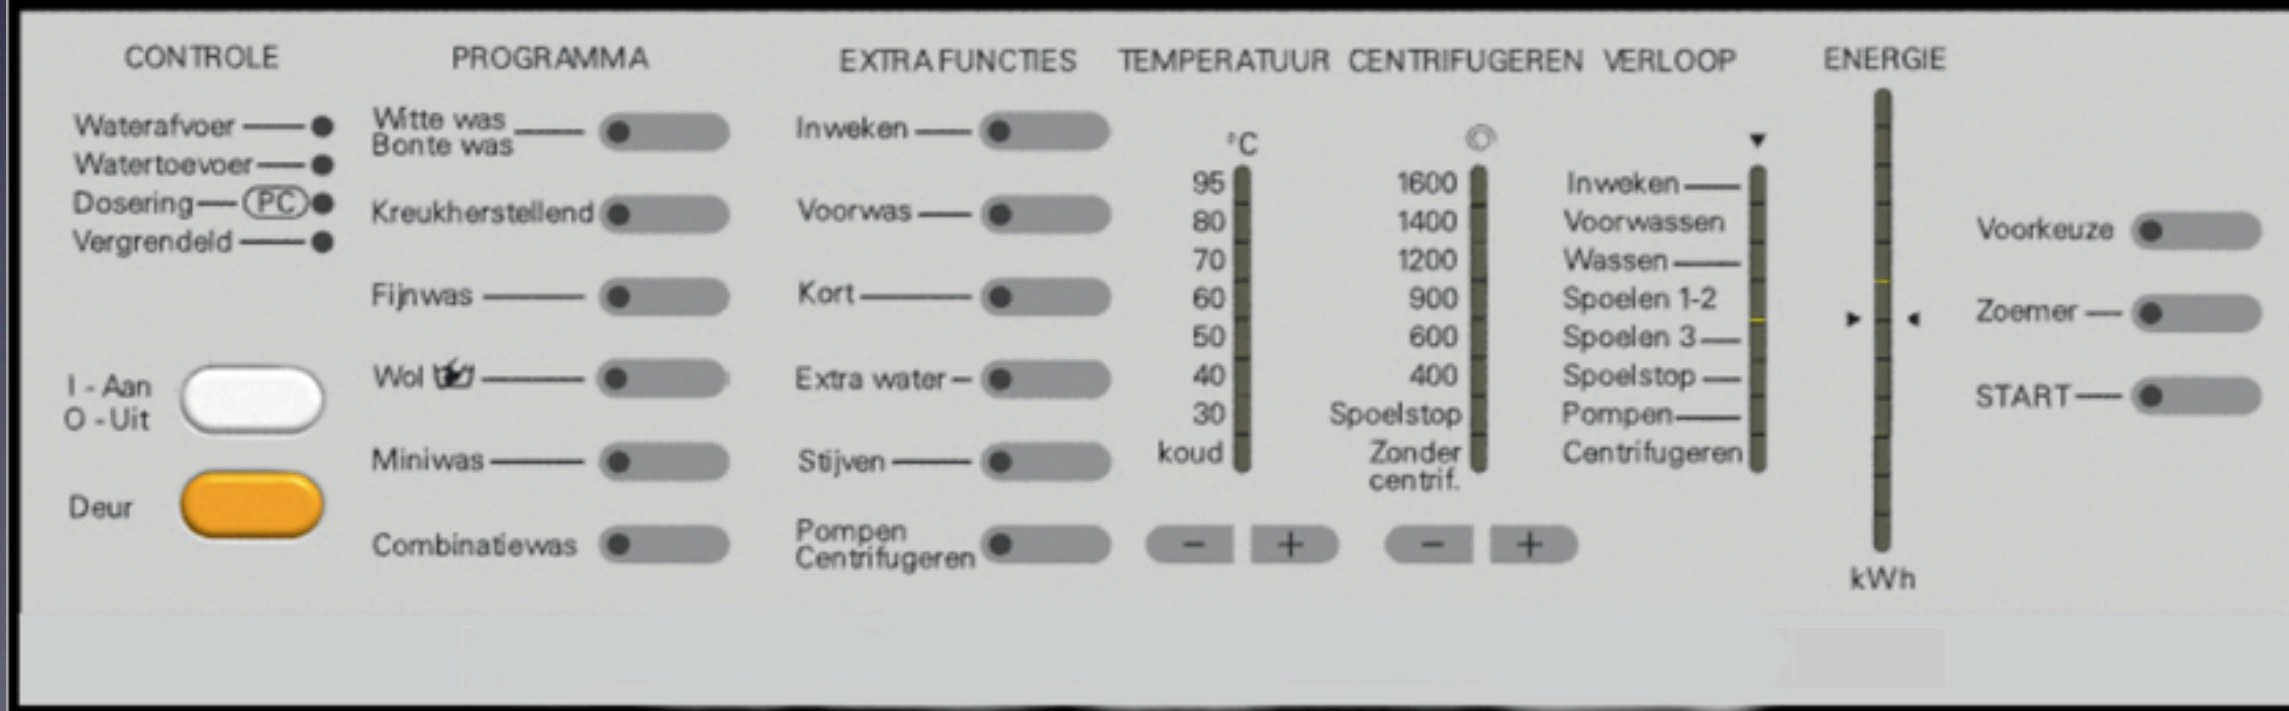 CONTROLE
Waterafvoer
Watertoevoer
Dosering PC
Vergrendeld
I - Aan
O - Uit
Deur
PROGRAMMA
Witte was
Bonte was
Kreukherstellend
Fijnwas
Wol
Miniwas
Combinatiewas
EXTRA FUNCTIES
Inweken
Voorwas
Kort
Extra water
Stijven
Pompen
Centrifugeren
TEMPERATUUR
°C
95
80
70
60
50
40
30
koud
- +
CENTRIFUGEREN
1600
1400
1200
900
600
400
Spoelstop
Zonder
centrif.
- +
VERLOOP
Inweken
Voorwassen
Wassen
Spoelen 1-2
Spoelen 3
Spoelstop
Pompen
Centrifugeren
ENERGIE
kWh
Voorkeuze
Zoemer
START